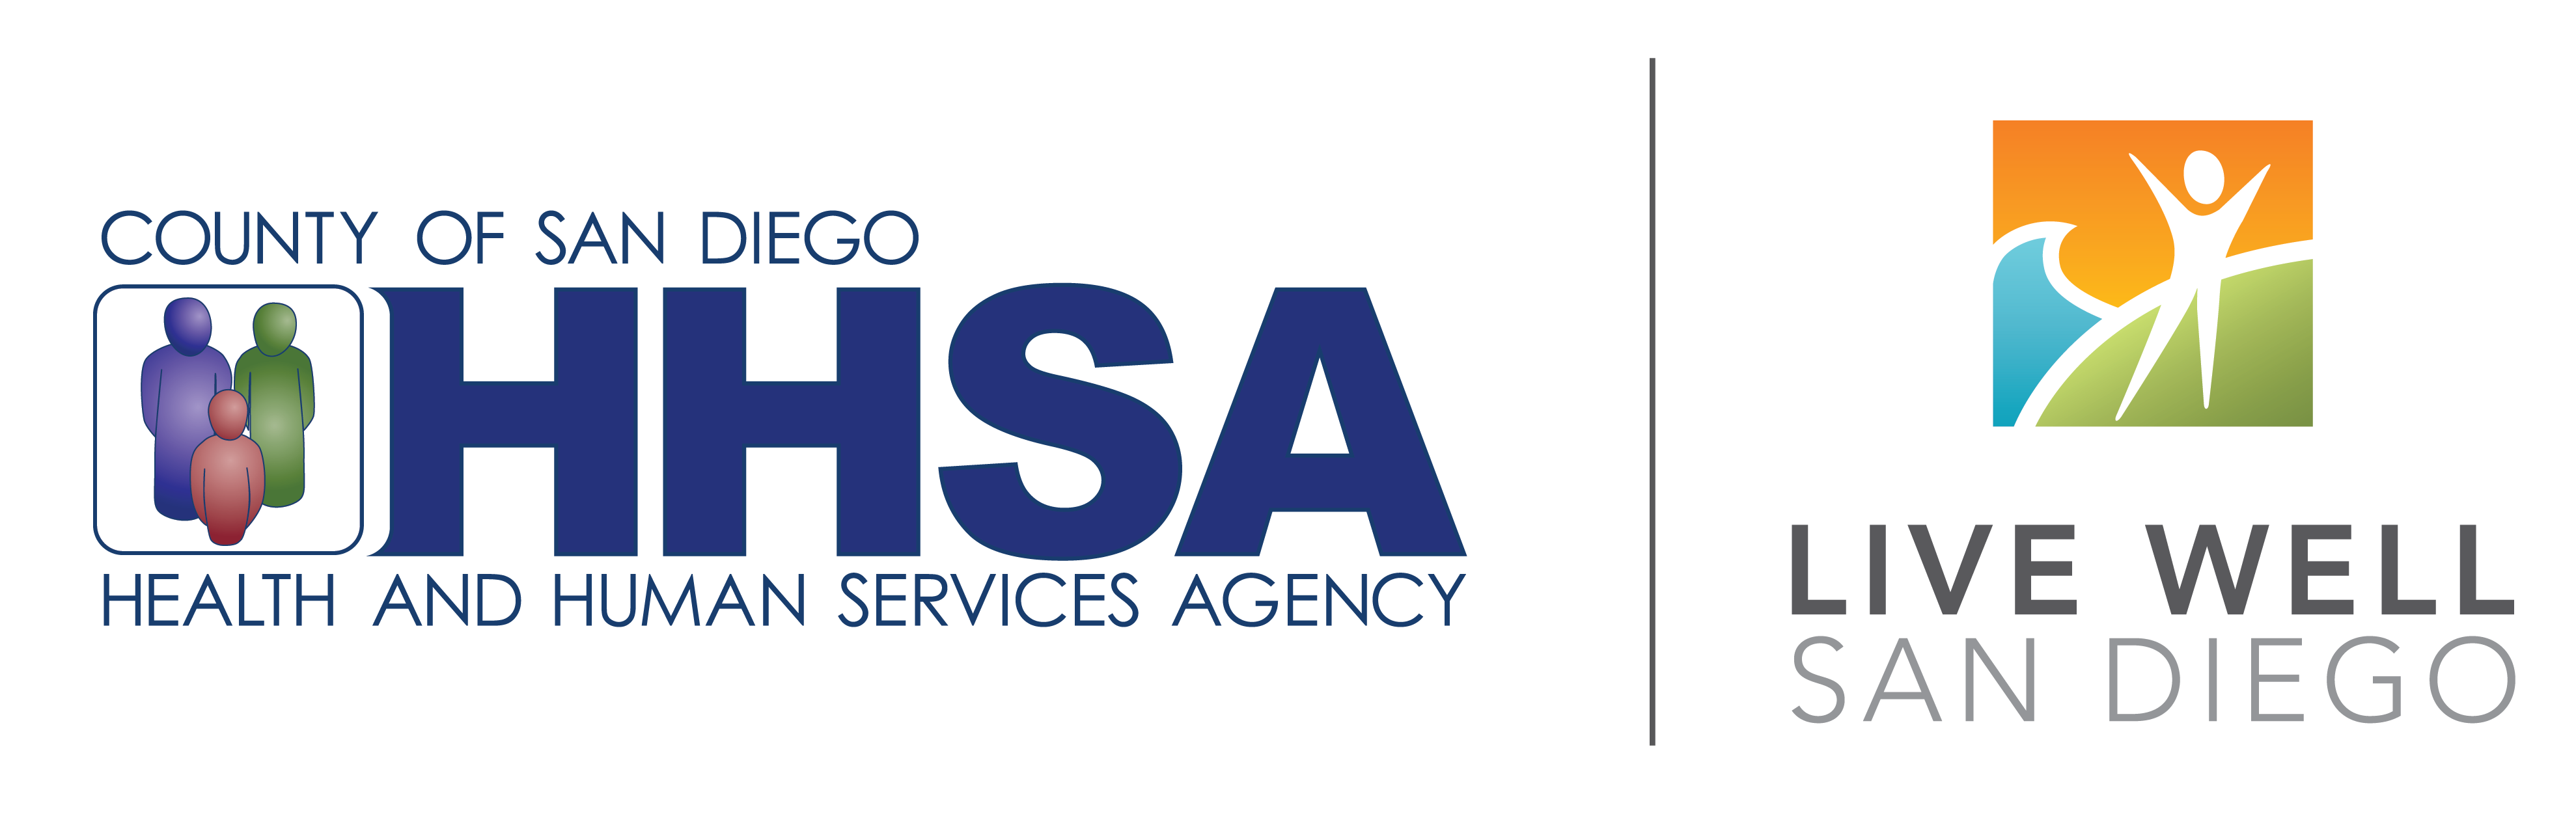 COUNTY OF SAN DIEGO
HHSA
HEALTH AND HUMAN SERVICES AGENCY
LIVE WELL
SAN DIEGO